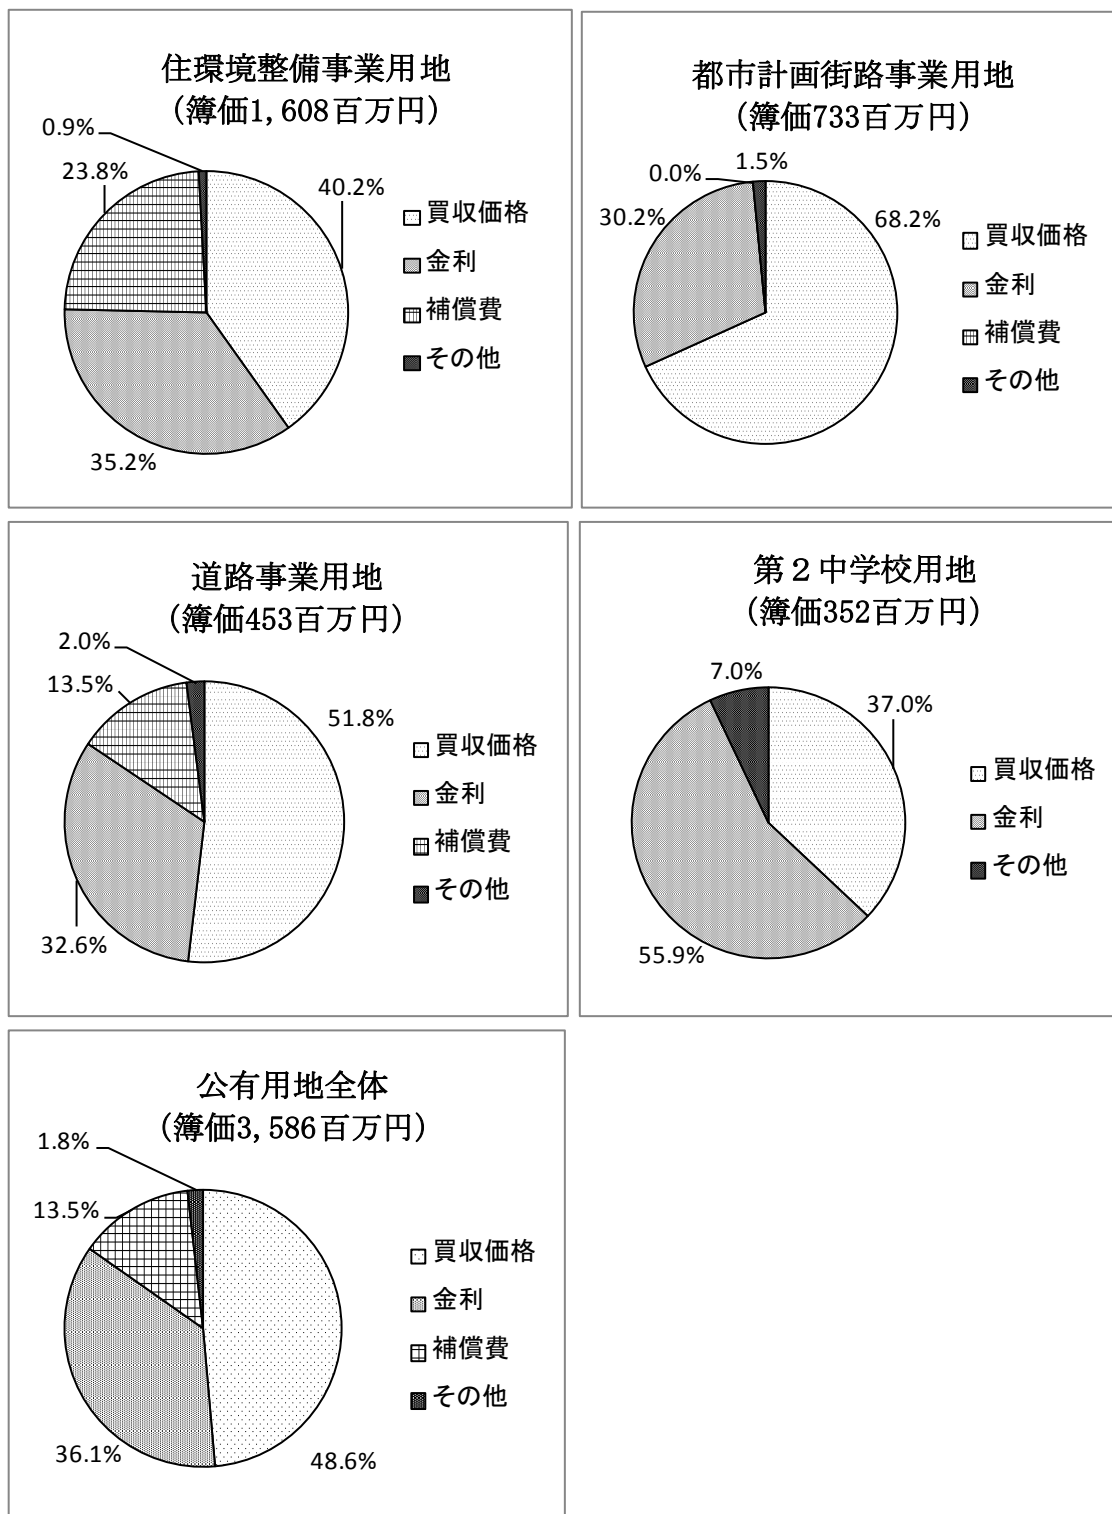 住環境整備事業用地
(簿価1,608百万円)
0.9%
23.8%
40.2%
35.2%
買収価格
金利
補償費
その他
都市計画街路事業用地
(簿価733百万円)
0.0%
1.5%
30.2%
68.2%
買収価格
金利
補償費
その他
道路事業用地
(簿価453百万円)
2.0%
13.5%
51.8%
32.6%
買収価格
金利
補償費
その他
第2中学校用地
(簿価352百万円)
7.0%
37.0%
55.9%
買収価格
金利
その他
公有用地全体
(簿価3,586百万円)
1.8%
13.5%
36.1%
48.6%
買収価格
金利
補償費
その他